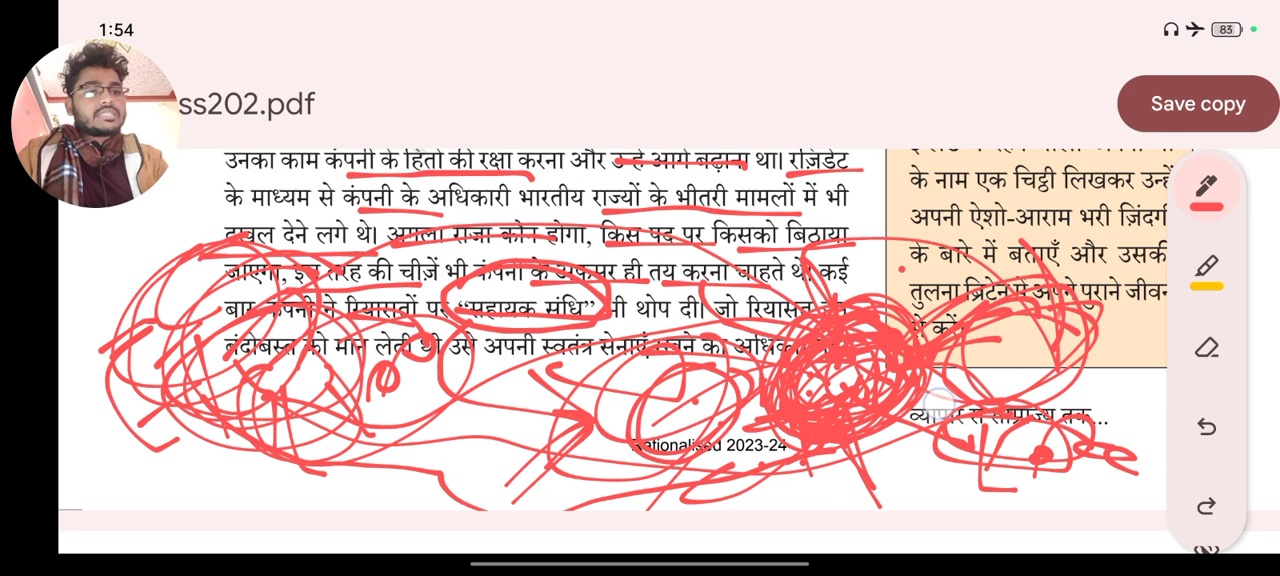 1:54
83
ss202.pdf
Save copy
उनका काम कंपनी के हितों की रक्षा करना और उन्हें आगे बढ़ाना था। रेज़िडेंट
के माध्यम से कंपनी के अधिकारी भारतीय राज्यों के भीतरी मामलों में भी
दखल देने लगे थे। अगला राजा कौन होगा, किस पद पर किसको बिठाया
जाएगा, इस तरह की चीज़ें भी कंपनी के अफ़सर ही तय करना चाहते थे। कई
बार कंपनी ने रियासतों पर “सहायक संधि” भी थोप दी। जो रियासत इस
बंदोबस्त को मान लेती थी उसे अपनी स्वतंत्र सेनाएँ रखने का
के नाम एक चिट्ठी लिखकर उन्हें
अपनी ऐशो-आराम भरी ज़िंदगी
के बारे में बताएँ और उसकी
तुलना ब्रिटेन में अपने पुराने जीवन
से
व्यापार से साम्राज्य तक...
Rationalised 2023-24